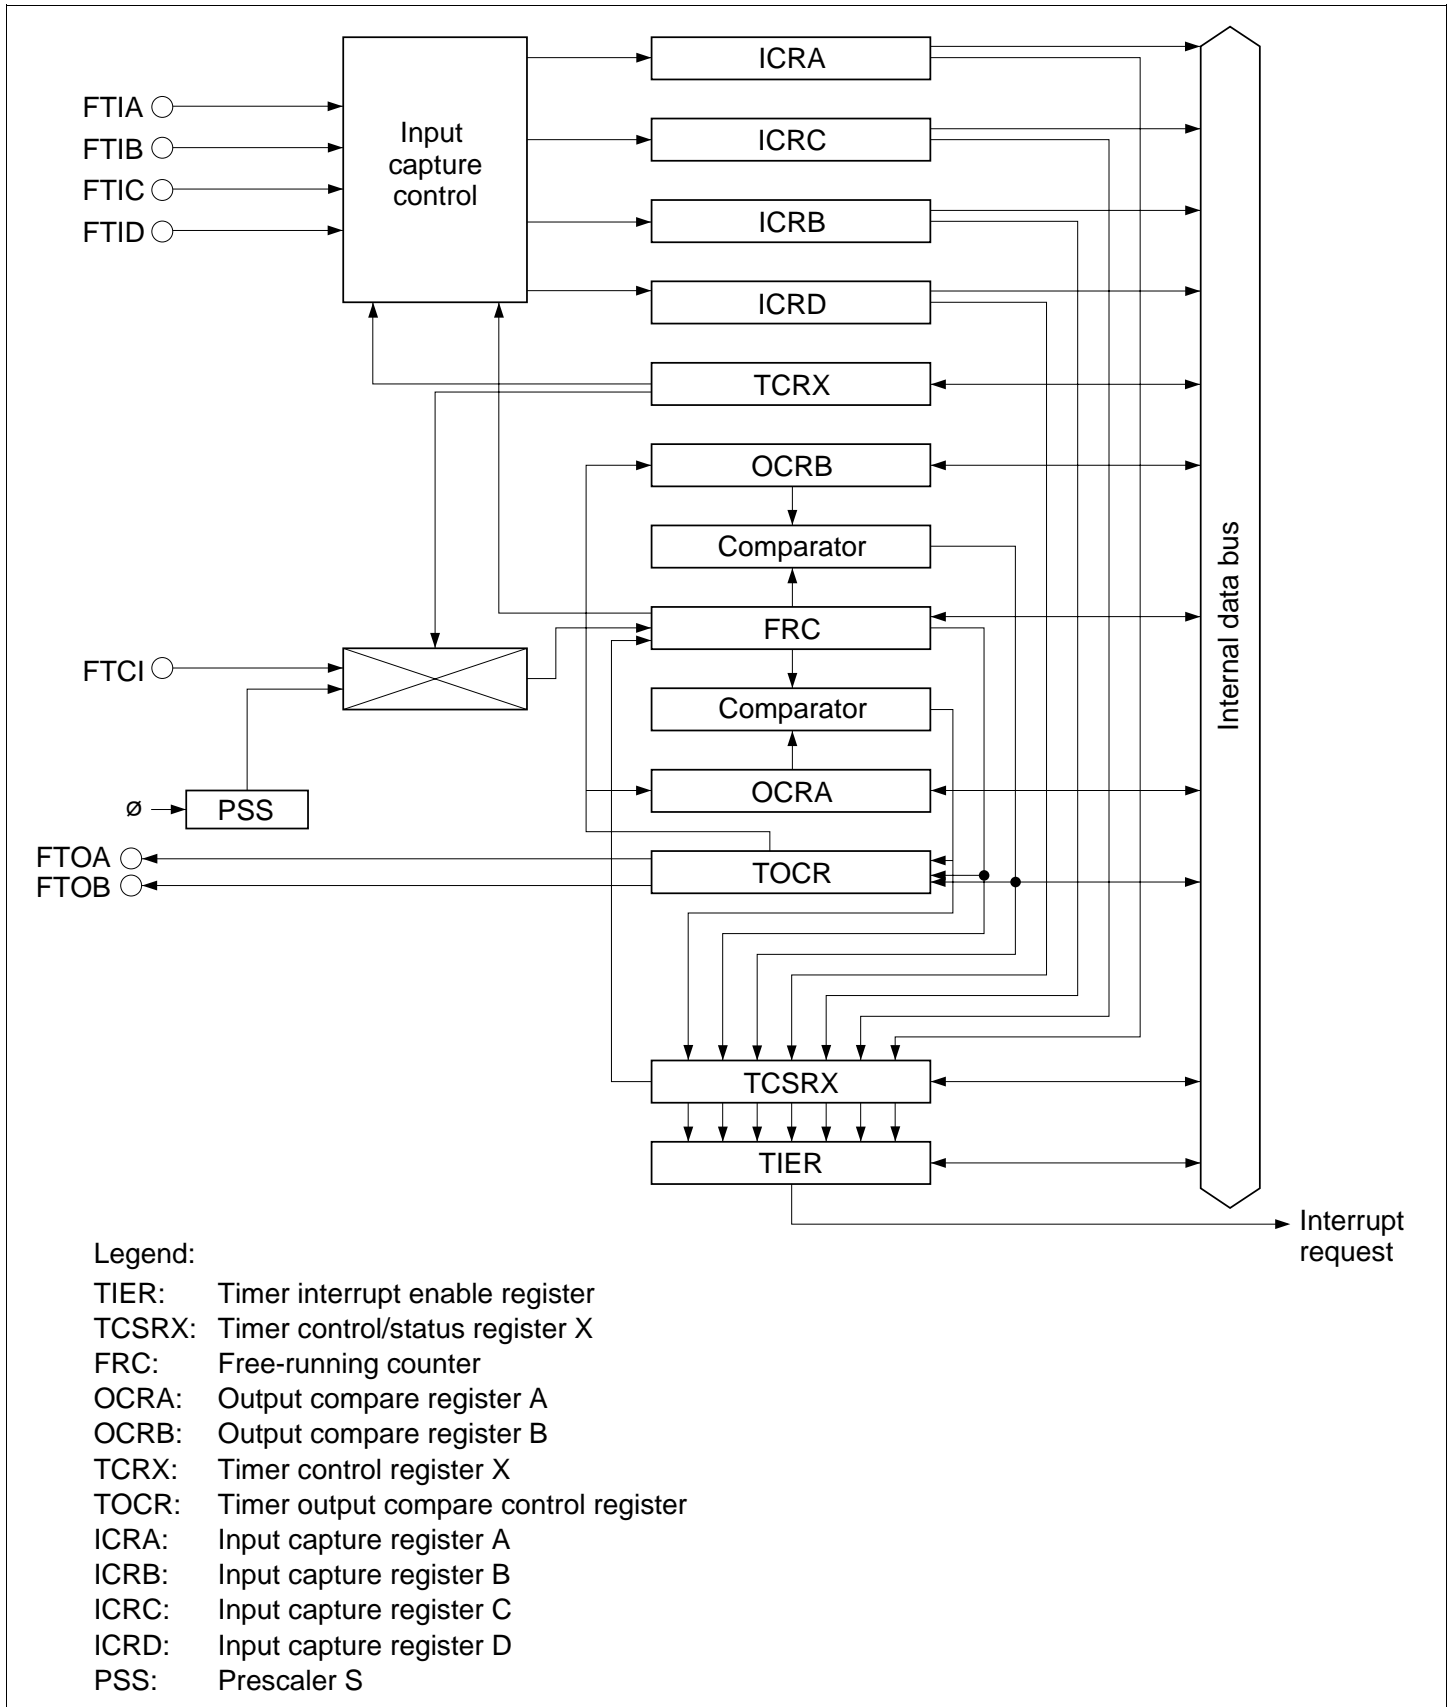 ICRA
FTIA
FTIB
FTIC
FTID
Input
capture
control
ICRC
ICRB
ICRD
TCRX
OCRB
Comparator
FRC
Internal data bus
FTCI
Comparator
OCRA
ø
PSS
FTOA
FTOB
TOCR
TCSRX
TIER
Interrupt
request
Legend:
TIER: Timer interrupt enable register
TCSRX: Timer control/status register X
FRC: Free-running counter
OCRA: Output compare register A
OCRB: Output compare register B
TCRX: Timer control register X
TOCR: Timer output compare control register
ICRA: Input capture register A
ICRB: Input capture register B
ICRC: Input capture register C
ICRD: Input capture register D
PSS: Prescaler S